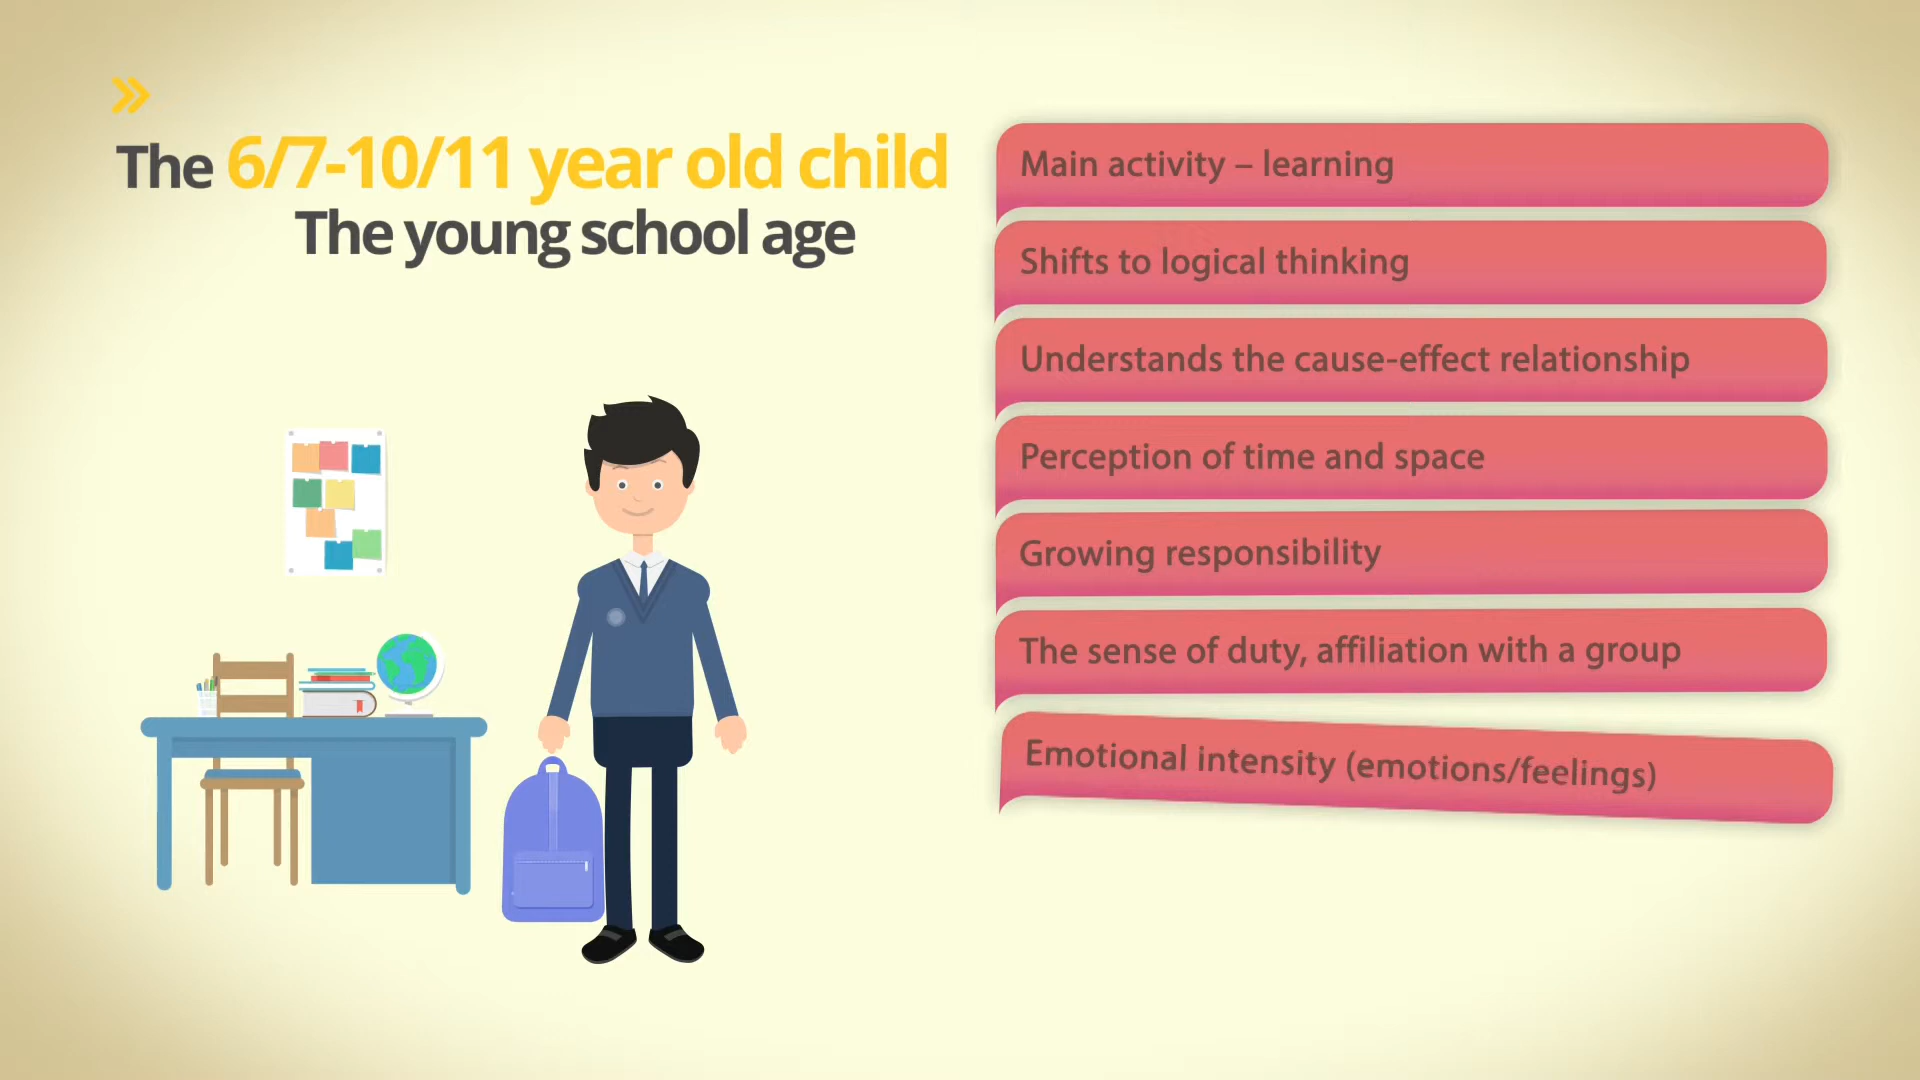 The 6/7-10/11 year old child
The young school age
Main activity – learning
Shifts to logical thinking
Understands the cause-effect relationship
Perception of time and space
Growing responsibility
The sense of duty, affiliation with a group
Emotional intensity (emotions/feelings)